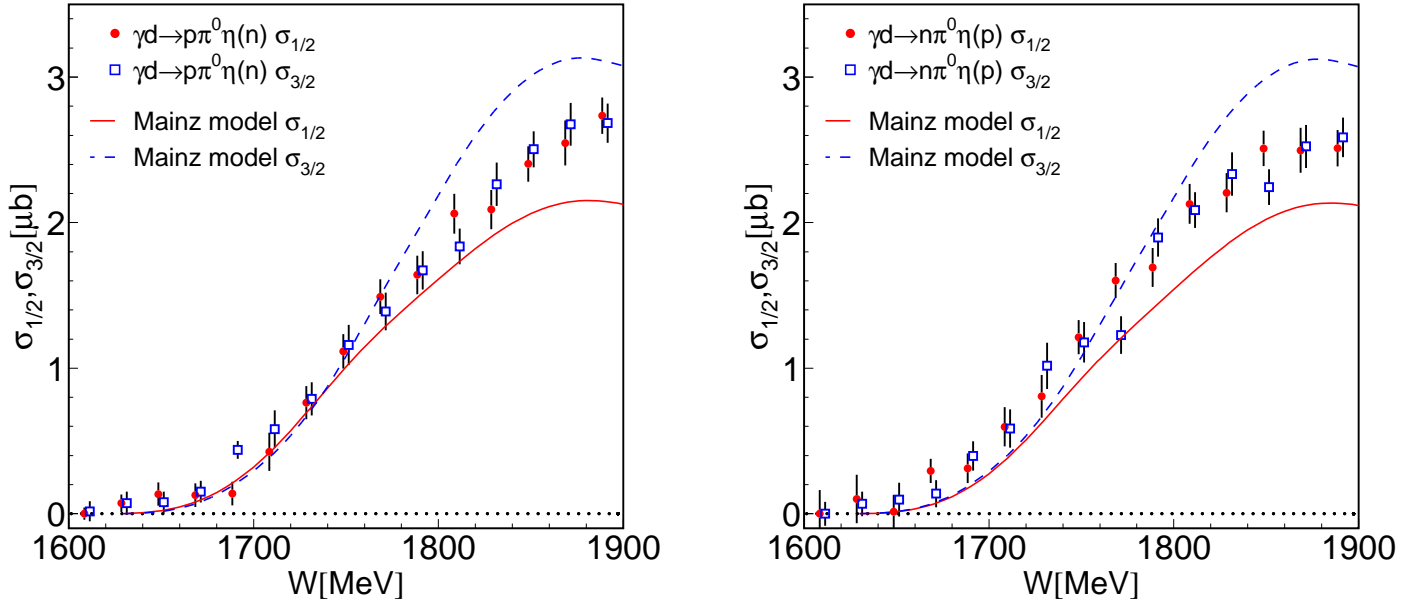 γd→pπ⁰η(n) σ₁/₂
γd→pπ⁰η(n) σ₃/₂
Mainz model σ₁/₂
Mainz model σ₃/₂
σ₁/₂,σ₃/₂[μb]
3
2
1
0
1600 1700 1800 1900
W[MeV]
γd→nπ⁰η(p) σ₁/₂
γd→nπ⁰η(p) σ₃/₂
Mainz model σ₁/₂
Mainz model σ₃/₂
σ₁/₂,σ₃/₂[μb]
3
2
1
0
1600 1700 1800 1900
W[MeV]